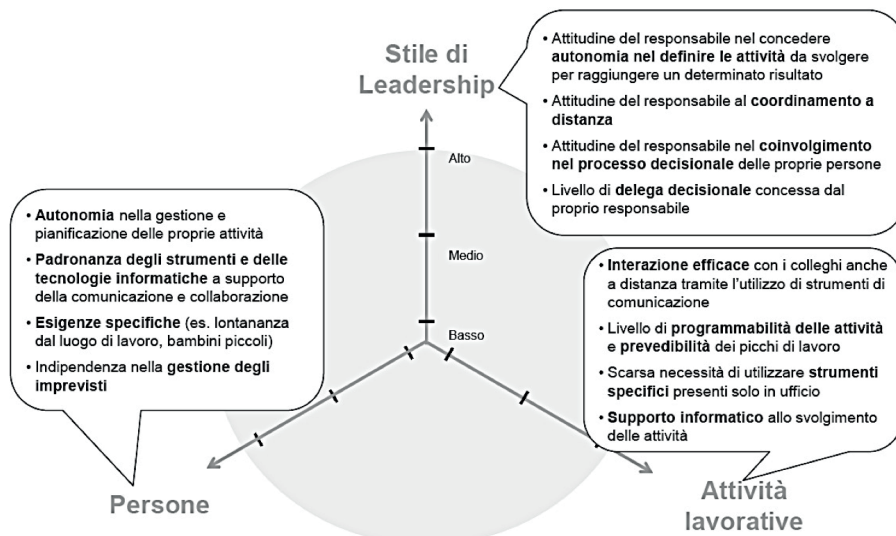 Stile di
Leadership
• Attitudine del responsabile nel concedere
autonomia nel definire le attività da svolgere
per raggiungere un determinato risultato
• Attitudine del responsabile al coordinamento a
distanza
• Attitudine del responsabile nel coinvolgimento
nel processo decisionale delle proprie persone
• Livello di delega decisionale concessa dal
proprio responsabile
Alto
Medio
Basso
• Autonomia nella gestione e
pianificazione delle proprie attività
• Padronanza degli strumenti e delle
tecnologie informatiche a supporto
della comunicazione e collaborazione
• Esigenze specifiche (es. lontananza
dal luogo di lavoro, bambini piccoli)
• Indipendenza nella gestione degli
imprevisti
• Interazione efficace con i colleghi anche
a distanza tramite l'utilizzo di strumenti di
comunicazione
• Livello di programmabilità delle attività
e prevedibilità dei picchi di lavoro
• Scarsa necessità di utilizzare strumenti
specifici presenti solo in ufficio
• Supporto informatico allo svolgimento
delle attività
Persone
Attività
lavorative